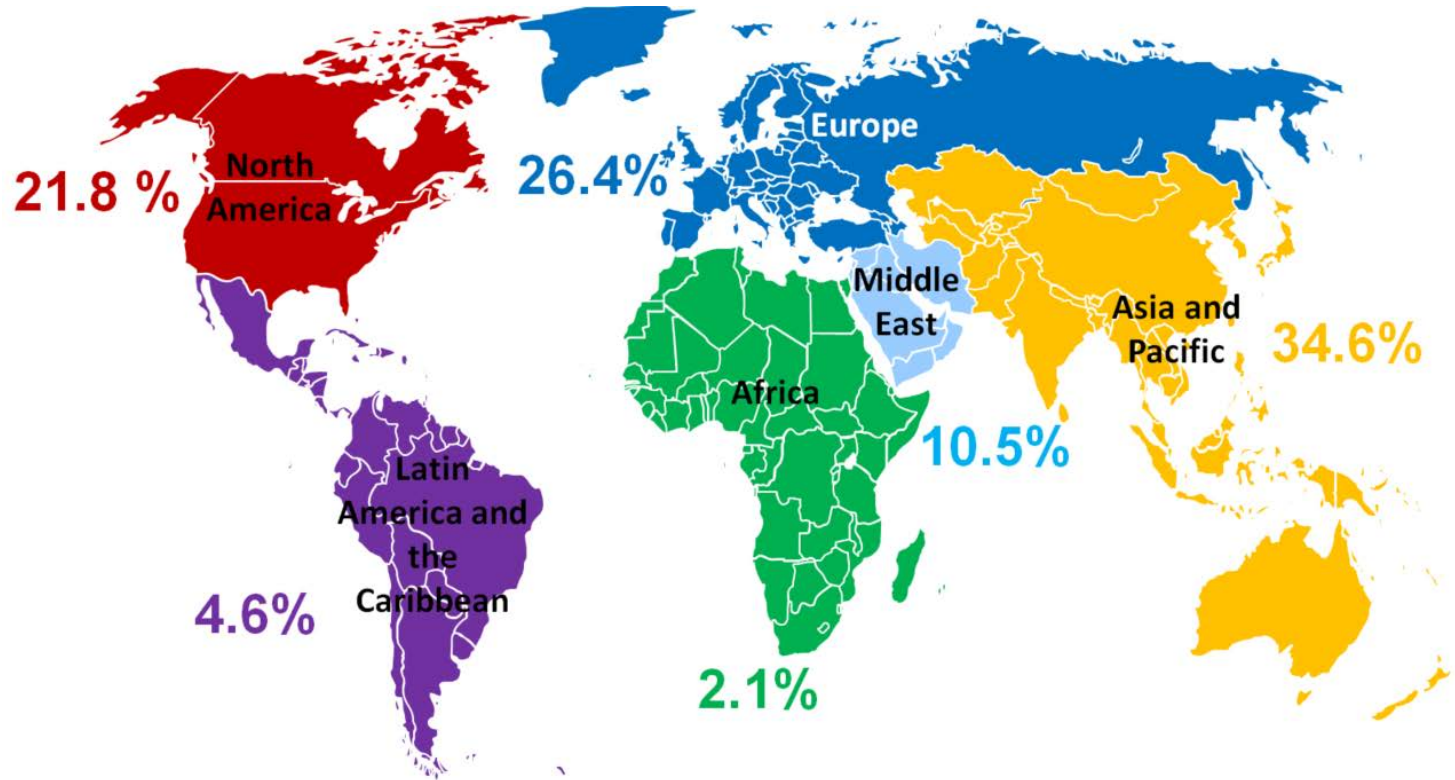 North
America
21.8 %
Europe
26.4%
Middle
East
10.5%
Asia and
Pacific
34.6%
Africa
2.1%
Latin
America and
the
Caribbean
4.6%